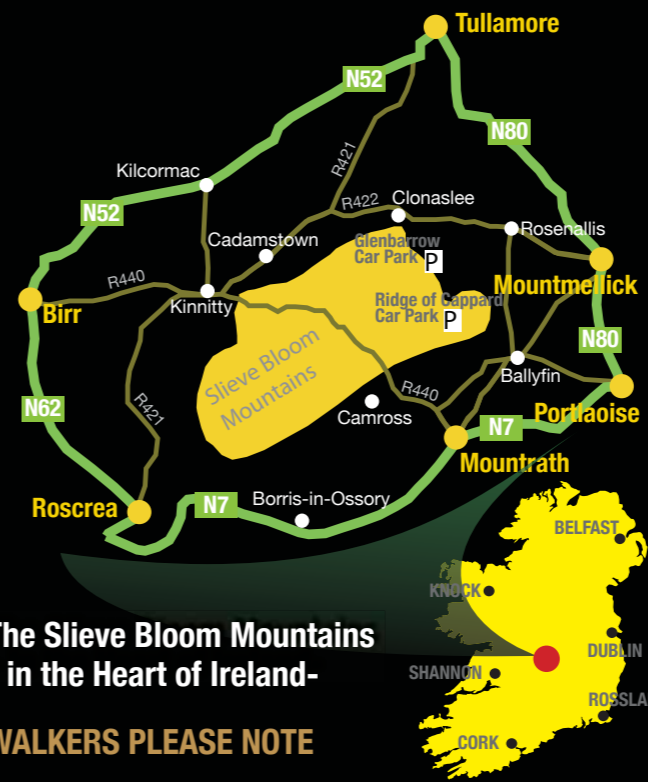 Tullamore
N52
N80
R421
Kilcormac
R422
Clonaslee
N52
Rosenallis
Cadamstown
Glenbarrow
Car Park
P
Mountmellick
R440
Kinnitty
Ridge of Cappard
Car Park
P
Birr
N80
Slieve Bloom
Mountains
Ballyfin
R440
N62
R421
Camross
Portlaoise
N7
Mountrath
Roscrea
N7
Borris-in-Ossory
BELFAST
KNOCK
The Slieve Bloom Mountains
in the Heart of Ireland-
DUBLIN
SHANNON
WALKERS PLEASE NOTE
CORK